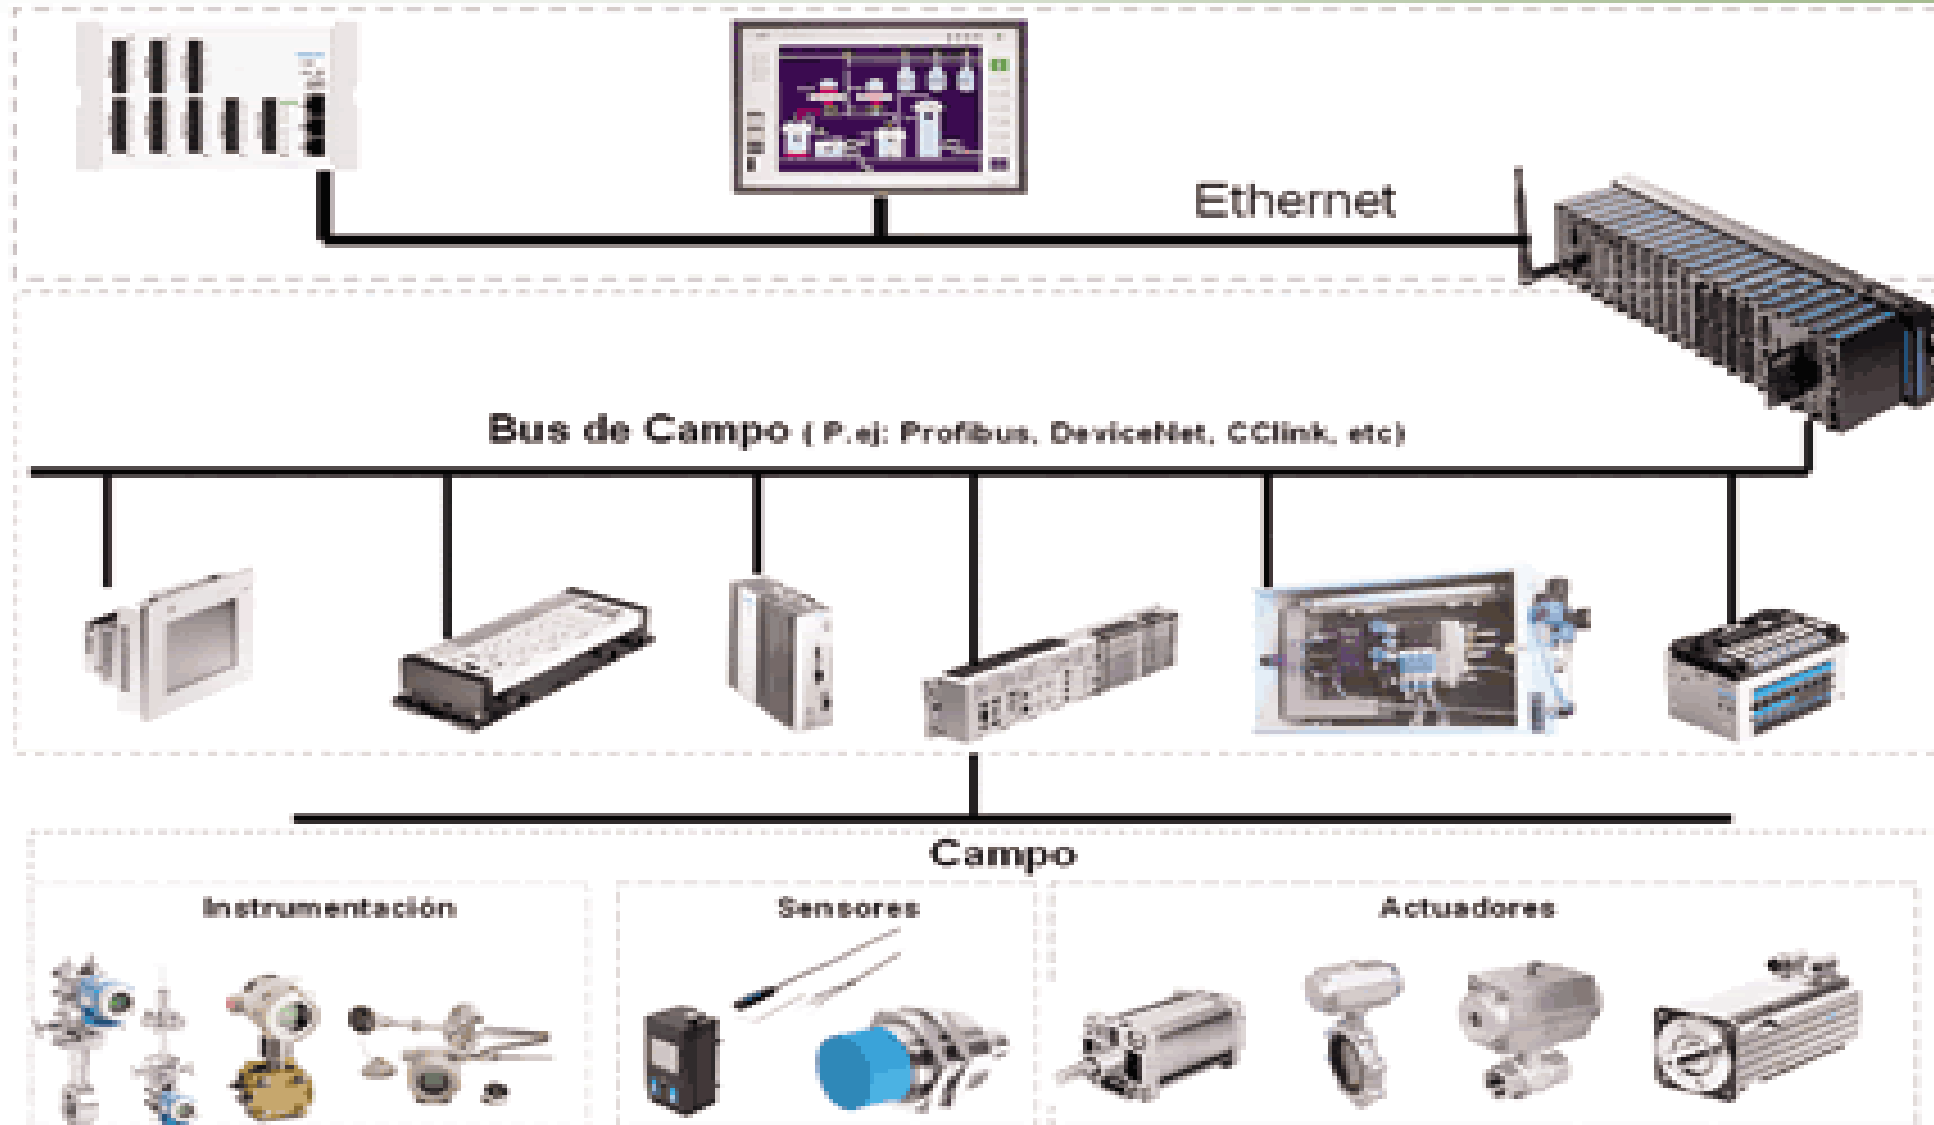 Ethernet
Bus de Campo ( P.ej: Profibus, DeviceNet, CClink, etc)
Campo
Instrumentación
Sensores
Actuadores